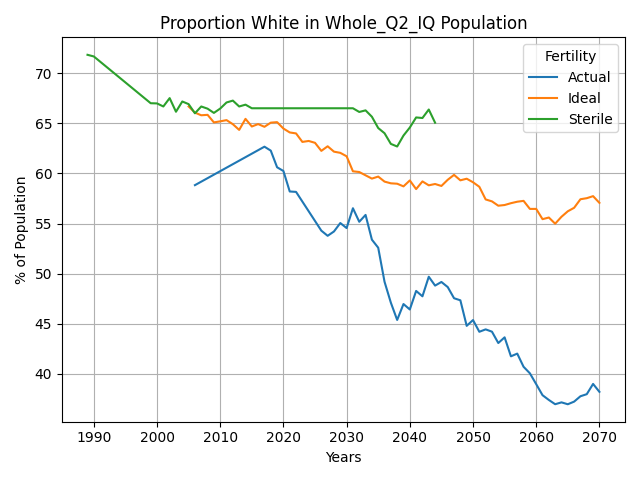 Proportion White in Whole_Q2_IQ Population
Fertility
Actual
Ideal
Sterile
% of Population
70
65
60
55
50
45
40
1990
2000
2010
2020
2030
2040
2050
2060
2070
Years